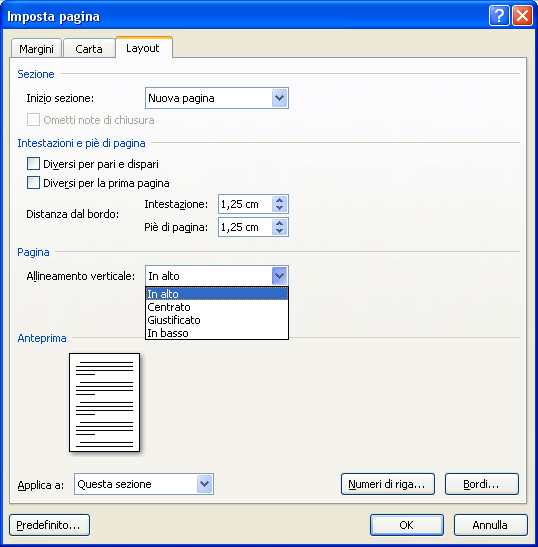 Imposta pagina
Margini Carta Layout
Sezione
Inizio sezione: Nuova pagina
Ometti note di chiusura
Intestazioni e piè di pagina
Diversi per pari e dispari
Diversi per la prima pagina
Distanza dal bordo: Intestazione: 1,25 cm
Piè di pagina: 1,25 cm
Pagina
Allineamento verticale: In alto
In alto
Centrato
Giustificato
In basso
Anteprima
Applica a: Questa sezione Numeri di riga... Bordi...
Predefinito... OK Annulla